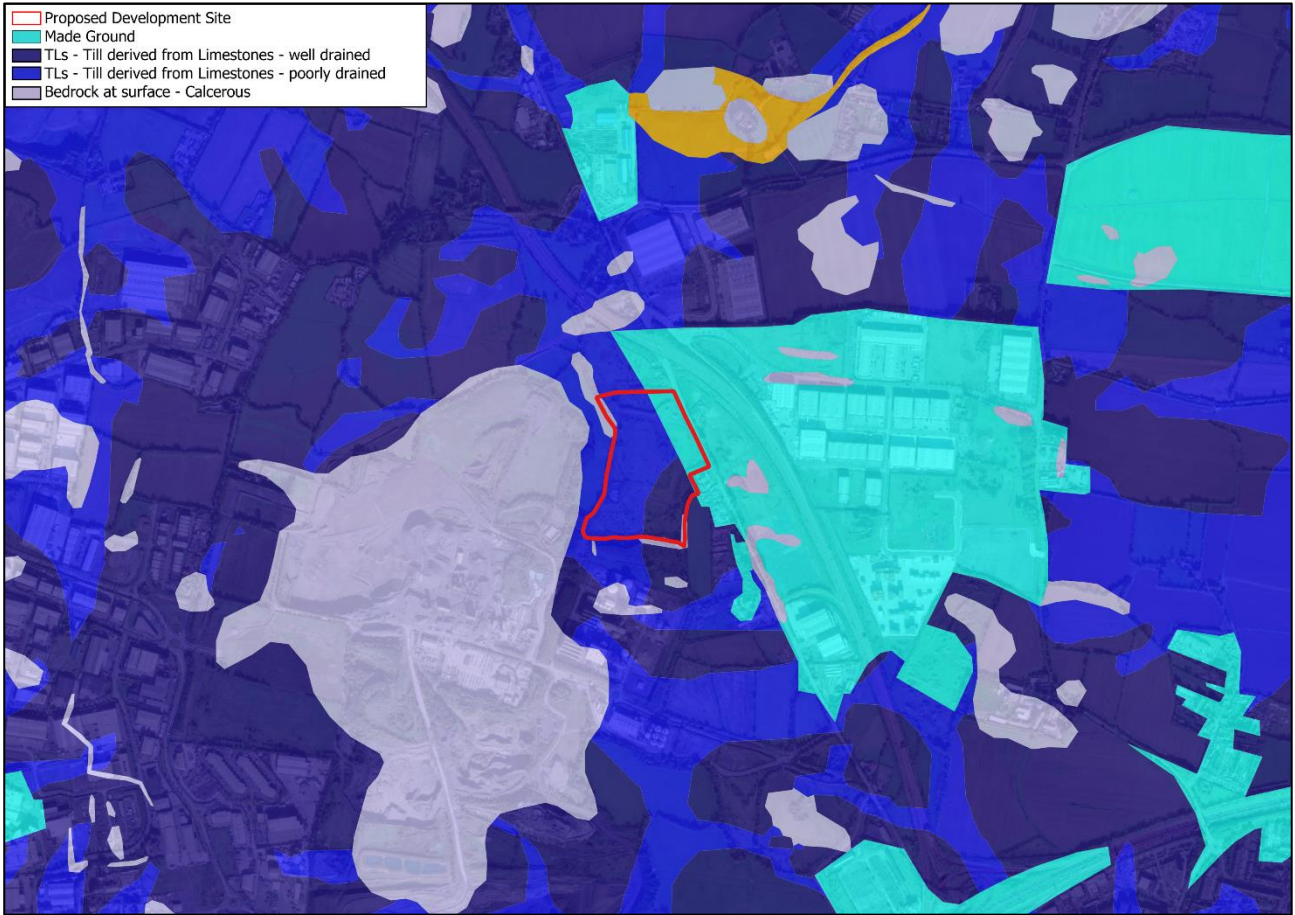 Proposed Development Site
Made Ground
TLs - Till derived from Limestones - well drained
TLs - Till derived from Limestones - poorly drained
Bedrock at surface - Calcerous